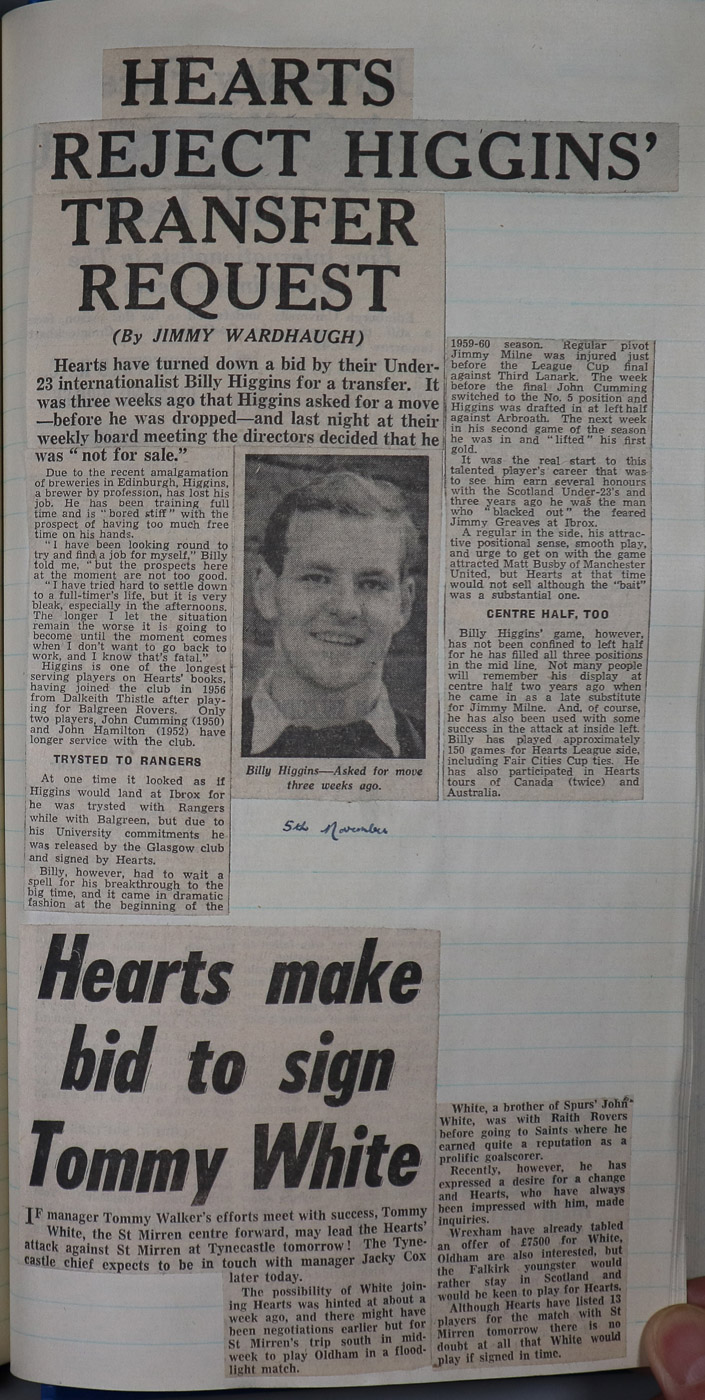 HEARTS
REJECT HIGGINS'
TRANSFER
REQUEST
(By JIMMY WARDHAUGH)
Hearts have turned down a bid by their Under-
23 internationalist Billy Higgins for a transfer. It
was three weeks ago that Higgins asked for a move
—before he was dropped—and last night at their
weekly board meeting the directors decided that he
was "not for sale."
Due to the recent amalgamation
of breweries in Edinburgh, Higgins,
a brewer by profession, has lost his
job. He has been training full
time and is "bored stiff" with the
prospect of having too much free
time on his hands.
"I have been looking round to
try and find a job for myself," Billy
told me, "but the prospects here
at the moment are not too good.
"I have tried hard to settle down
to a full-timer's life, but it is very
bleak, especially in the afternoons.
The longer I let the situation
remain the worse it is going to
become until the moment comes
when I don't want to go back to
work, and I know that's fatal."
Higgins is one of the longest
serving players on Hearts' books,
having joined the club in 1956
from Dalkeith Thistle after play-
ing for Balgreen Rovers. Only
two players, John Cumming (1950)
and John Hamilton (1952) have
longer service with the club.
TRYSTED TO RANGERS
At one time it looked as if
Higgins would land at Ibrox for
he was trysted with Rangers
while with Balgreen, but due to
his University commitments he
was released by the Glasgow club
and signed by Hearts.
Billy, however, had to wait a
spell for his breakthrough to the
big time, and it came in dramatic
fashion at the beginning of the
Billy Higgins—Asked for move
three weeks ago.
5th November
1959-60 season. Regular pivot
Jimmy Milne was injured just
before the League Cup final
against Third Lanark. The week
before the final John Cumming
switched to the No. 5 position and
Higgins was drafted in at left half
against Arbroath. The next week
in his second game of the season
he was in and "lifted" his first
gold.
It was the real start to this
talented player's career that was
to see him earn several honours
with the Scotland Under-23's and
three years ago he was the man
who "blacked out" the feared
Jimmy Greaves at Ibrox.
A regular in the side, his attrac-
tive positional sense, smooth play,
and urge to get on with the game
attracted Matt Busby of Manchester
United, but Hearts at that time
would not sell although the "bait"
was a substantial one.
CENTRE HALF, TOO
Billy Higgins' game, however,
has not been confined to left half
for he has filled all three positions
in the mid line. Not many people
will remember his display at
centre half two years ago when
he came in as a late substitute
for Jimmy Milne. And, of course,
he has also been used with some
success in the attack at inside left.
Billy has played approximately
150 games for Hearts League side,
including Fair Cities Cup ties. He
has also participated in Hearts
tours of Canada (twice) and
Australia.
Hearts make
bid to sign
Tommy White
IF manager Tommy Walker's efforts meet with success, Tommy
White, the St Mirren centre forward, may lead the Hearts'
attack against St Mirren at Tynecastle tomorrow! The Tyne-
castle chief expects to be in touch with manager Jacky Cox
later today.
The possibility of White join-
ing Hearts was hinted at about a
week ago, and there might have
been negotiations earlier but for
St Mirren's trip south in mid-
week to play Oldham in a flood-
light match.
White, a brother of Spurs' John
White, was with Raith Rovers
before going to Saints where he
earned quite a reputation as a
prolific goalscorer.
Recently, however, he has
expressed a desire for a change
and Hearts, who have always
been impressed with him, made
inquiries.
Wrexham have already tabled
an offer of £7500 for White,
Oldham are also interested, but
the Falkirk youngster would
rather stay in Scotland and
would be keen to play for Hearts.
Although Hearts have listed 13
players for the match with St
Mirren tomorrow there is no
doubt at all that White would
play if signed in time.